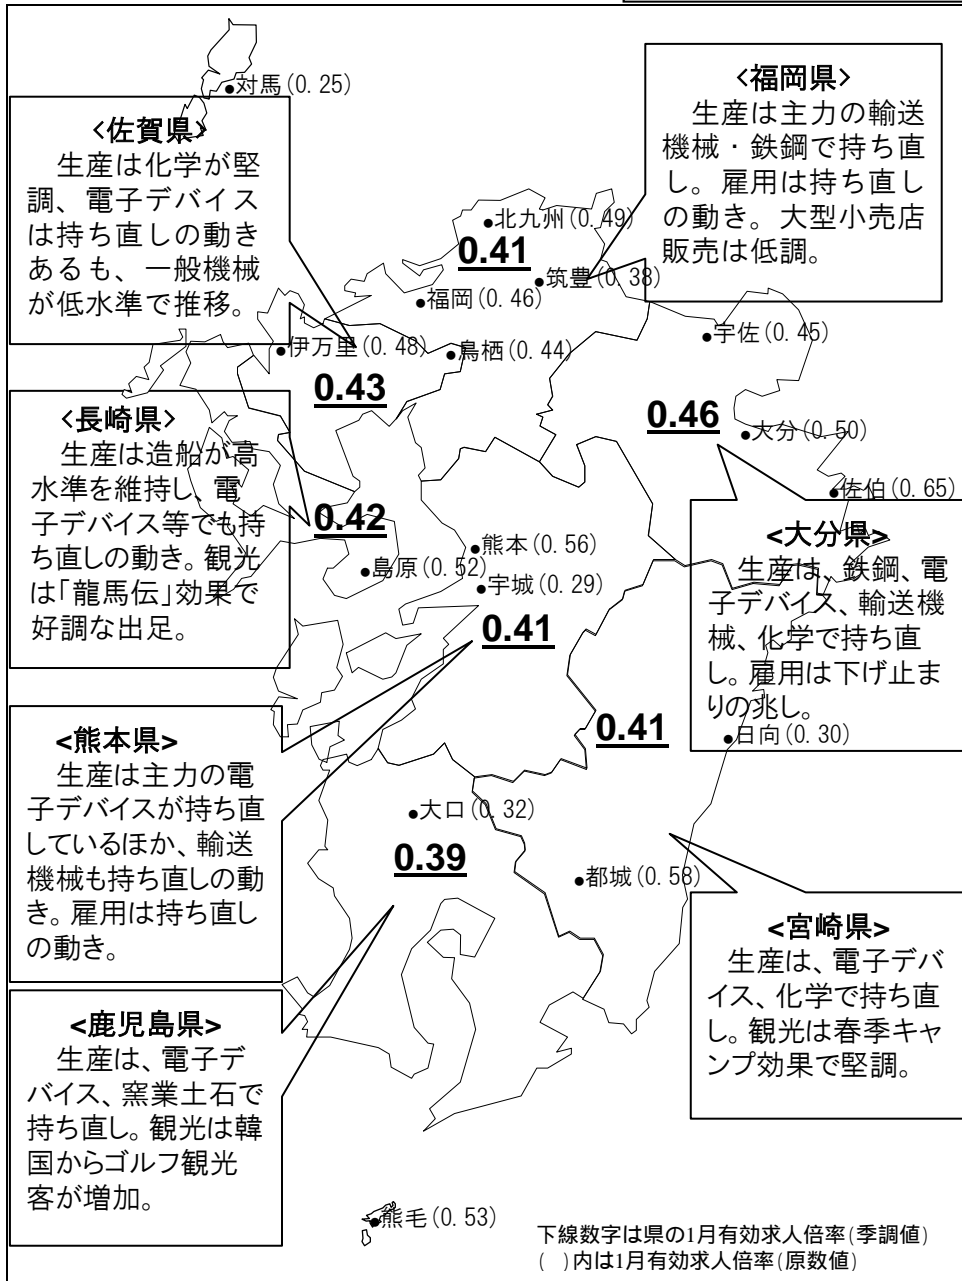 対馬(0.25)
<佐賀県>
生産は化学が堅
調、電子デバイス
は持ち直しの動き
あるも、一般機械
が低水準で推移。
<福岡県>
生産は主力の輸送
機械・鉄鋼で持ち直
し。雇用は持ち直し
の動き。大型小売店
販売は低調。
北九州(0.49)
0.41
筑豊(0.38)
福岡(0.46)
宇佐(0.45)
伊万里(0.48)
鳥栖(0.44)
0.43
<長崎県>
生産は造船が高
水準を維持し、電
子デバイス等でも持
ち直しの動き。観光
は「龍馬伝」効果で
好調な出足。
0.46
大分(0.50)
佐伯(0.65)
0.42
熊本(0.56)
島原(0.52)
宇城(0.29)
0.41
<大分県>
生産は、鉄鋼、電
子デバイス、輸送機
械、化学で持ち直
し。雇用は下げ止ま
りの兆し。
<熊本県>
生産は主力の電
子デバイスが持ち直
しているほか、輸送
機械も持ち直しの動
き。雇用は持ち直し
の動き。
0.41
日向(0.30)
大口(0.32)
0.39
都城(0.58)
<宮崎県>
生産は、電子デバ
イス、化学で持ち直
し。観光は春季キャ
ンプ効果で堅調。
<鹿児島県>
生産は、電子デ
バイス、窯業土石で
持ち直し。観光は韓
国からゴルフ観光
客が増加。
熊毛(0.53)
下線数字は県の1月有効求人倍率(季調値)
( )内は1月有効求人倍率(原数値)